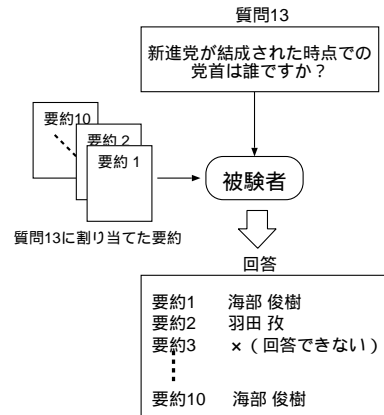 質問13
新進党が結成された時点での
党首は誰ですか？
要約10
要約 2
要約 1
質問13に割り当てた要約
被験者
回答
要約1 海部 俊樹
要約2 羽田 孜
要約3 ×（回答できない）
要約10 海部 俊樹